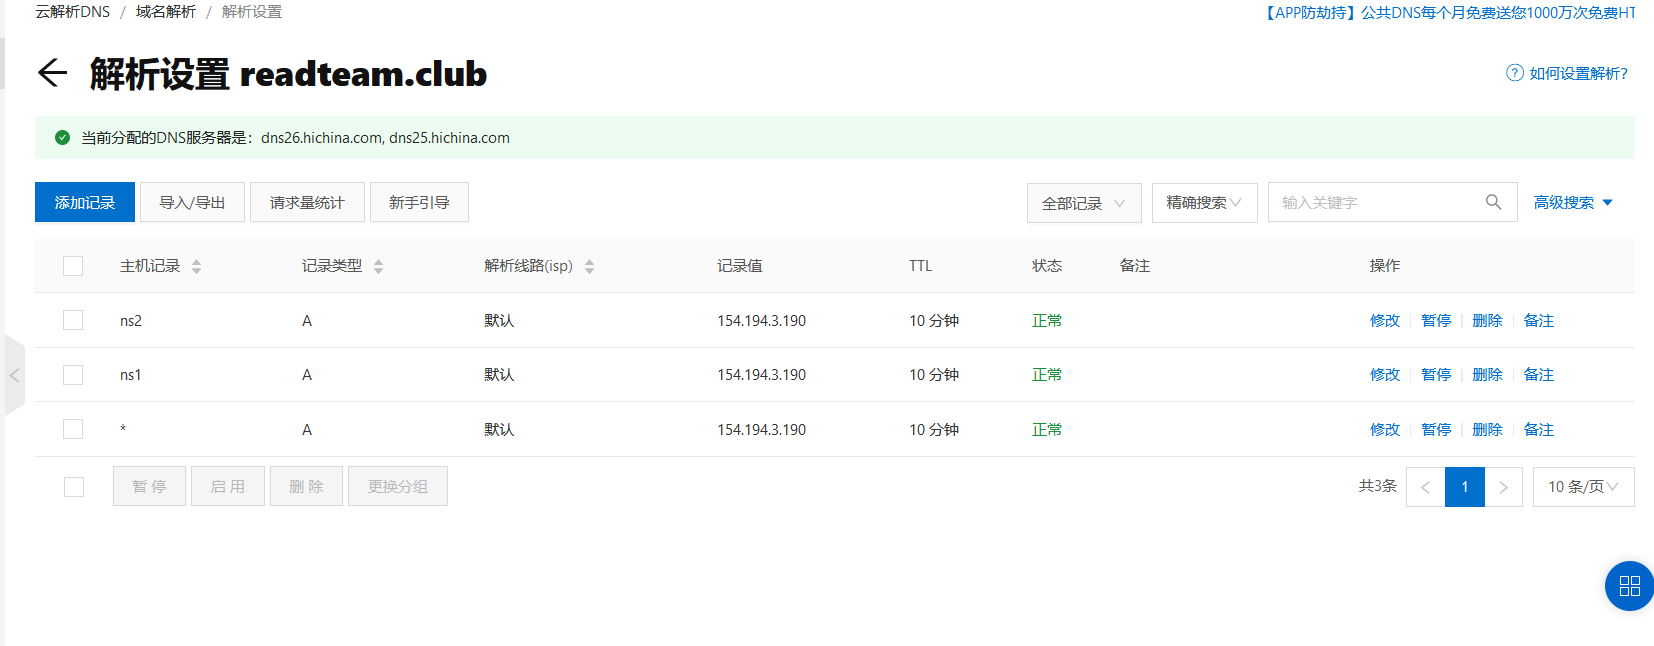 云解析DNS / 域名解析 / 解析设置
【APP防劫持】公共DNS每个月免费送您1000万次免费HT
解析设置 readteam.club
如何设置解析?
当前分配的DNS服务器是: dns26.hichina.com, dns25.hichina.com
添加记录 导入/导出 请求量统计 新手引导 全部记录 精确搜索 输入关键字 高级搜索
主机记录 记录类型 解析线路(isp) 记录值 TTL 状态 备注 操作
ns2 A 默认 154.194.3.190 10 分钟 正常 修改 暂停 删除 备注
ns1 A 默认 154.194.3.190 10 分钟 正常 修改 暂停 删除 备注
* A 默认 154.194.3.190 10 分钟 正常 修改 暂停 删除 备注
暂 停 启 用 删 除 更换分组 共3条 < 1 > 10 条/页